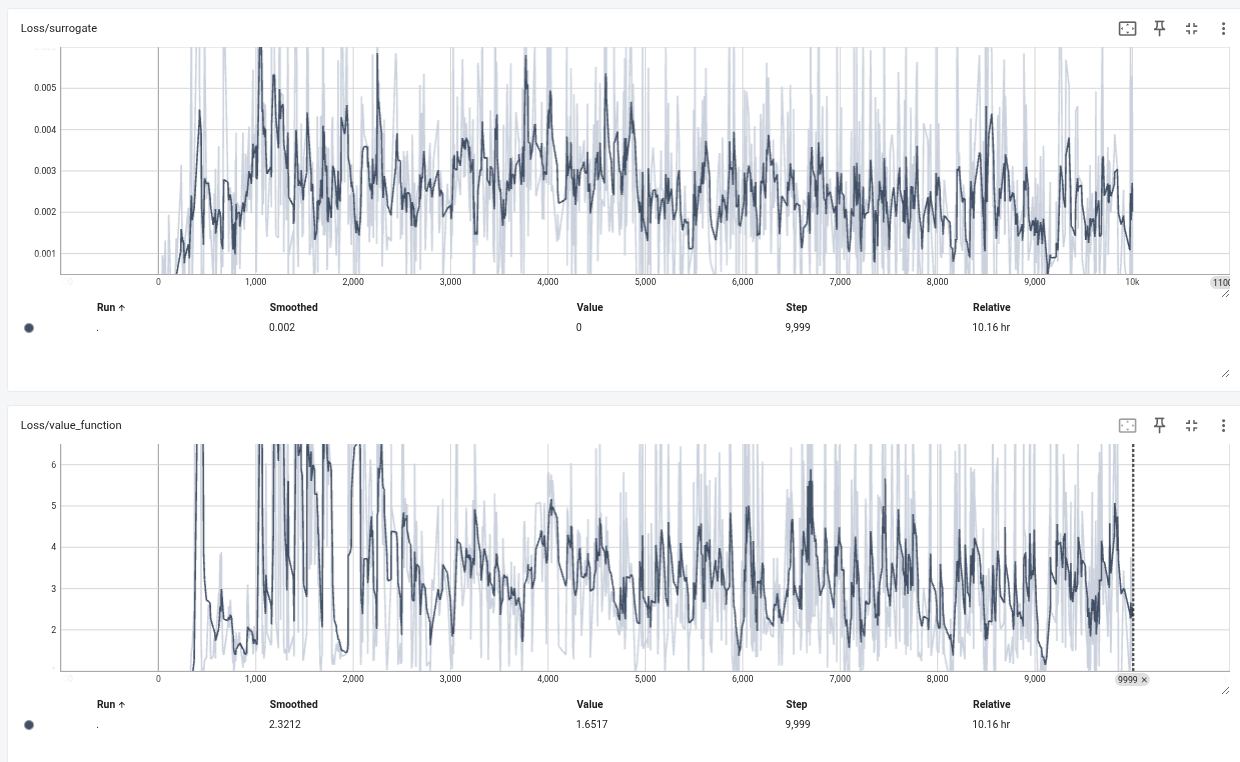 Loss/surrogate
0.005
0.004
0.003
0.002
0.001
0 1,000 2,000 3,000 4,000 5,000 6,000 7,000 8,000 9,000 10k 1100
Run ↑ Smoothed Value Step Relative
. 0.002 0 9,999 10.16 hr
Loss/value_function
6
5
4
3
2
0 1,000 2,000 3,000 4,000 5,000 6,000 7,000 8,000 9,000 9999 ×
Run ↑ Smoothed Value Step Relative
. 2.3212 1.6517 9,999 10.16 hr